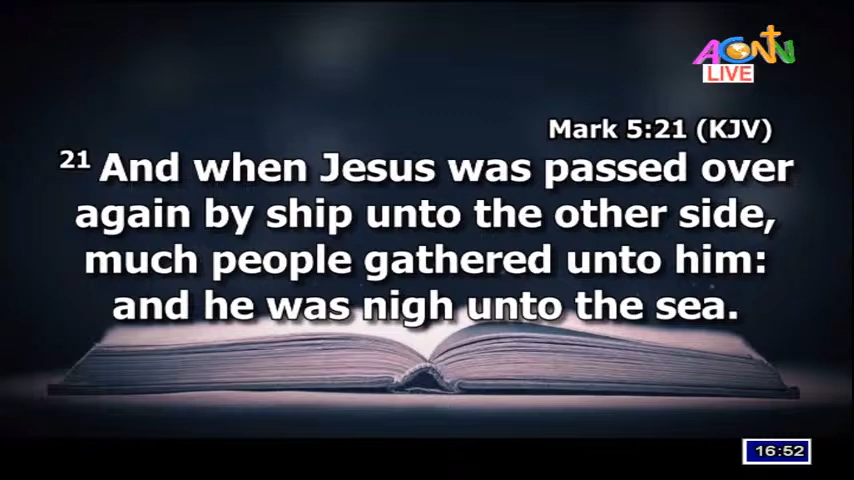 ACNN
LIVE
Mark 5:21 (KJV)
21 And when Jesus was passed over
again by ship unto the other side,
much people gathered unto him:
and he was nigh unto the sea.
16:52